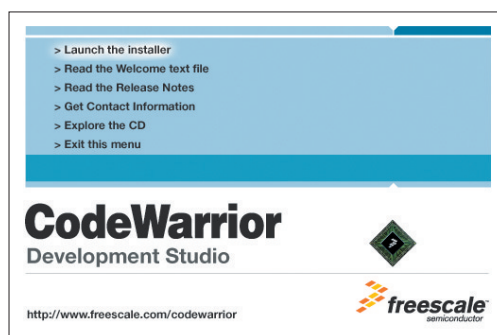 > Launch the installer
> Read the Welcome text file
> Read the Release Notes
> Get Contact Information
> Explore the CD
> Exit this menu
CodeWarrior
Development Studio
http://www.freescale.com/codewarrior
freescale™
semiconductor